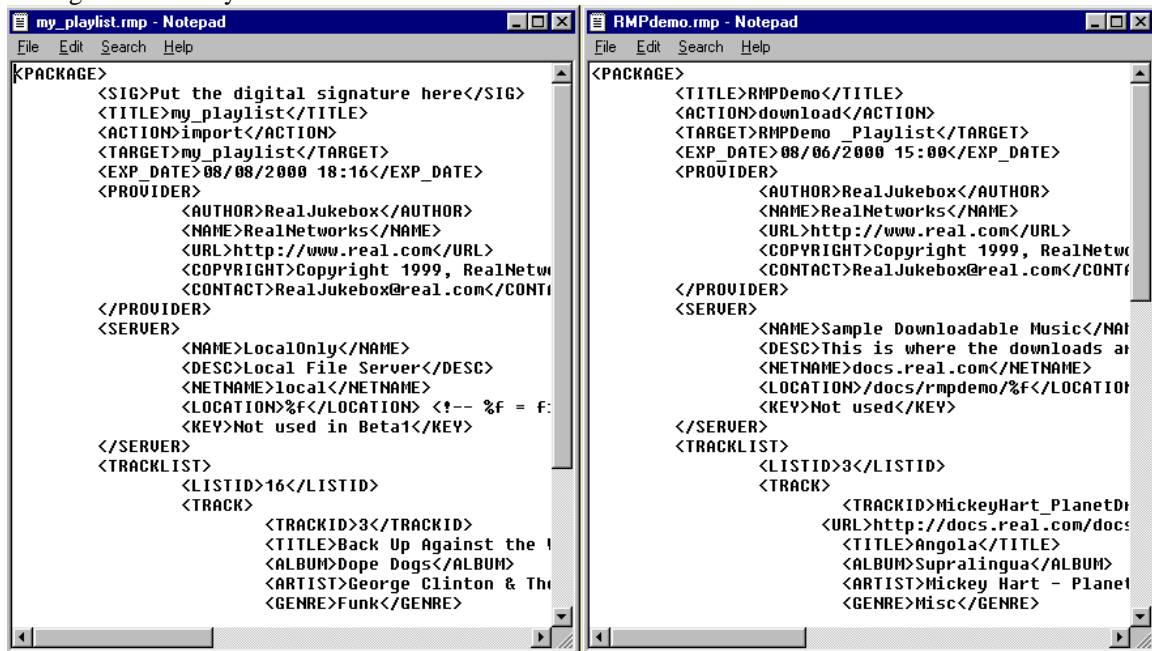 my_playlist.rmp - Notepad
File Edit Search Help
<PACKAGE>
<SIG>Put the digital signature here</SIG>
<TITLE>my_playlist</TITLE>
<ACTION>import</ACTION>
<TARGET>my_playlist</TARGET>
<EXP_DATE>08/08/2000 18:16</EXP_DATE>
<PROVIDER>
<AUTHOR>RealJukebox</AUTHOR>
<NAME>RealNetworks</NAME>
<URL>http://www.real.com</URL>
<COPYRIGHT>Copyright 1999,
<CONTACT>RealJukebox@real.com
</PROVIDER>
<SERVER>
<NAME>LocalOnly</NAME>
<DESC>Local File Server</DESC>
<NETNAME>local</NETNAME>
<LOCATION>%f</LOCATION> <!-- %f =
<KEY>Not used in Beta1</KEY>
</SERVER>
<TRACKLIST>
<LISTID>16</LISTID>
<TRACK>
<TRACKID>3</TRACKID>
<TITLE>Back Up Against the
<ALBUM>Dope Dogs</ALBUM>
<ARTIST>George Clinton &
<GENRE>Funk</GENRE>
RMPdemo.rmp - Notepad
File Edit Search Help
<PACKAGE>
<TITLE>RMPDemo</TITLE>
<ACTION>download</ACTION>
<TARGET>RMPDemo _Playlist</TARGET>
<EXP_DATE>08/06/2000 15:00</EXP_DATE>
<PROVIDER>
<AUTHOR>RealJukebox</AUTHOR>
<NAME>RealNetworks</NAME>
<URL>http://www.real.com</URL>
<COPYRIGHT>Copyright 1999,
<CONTACT>RealJukebox@real.com
</PROVIDER>
<SERVER>
<NAME>Sample Downloadable Music
<DESC>This is where the downloads
<NETNAME>docs.real.com</NETNAME>
<LOCATION>/docs/rmpdemo/%f
<KEY>Not used</KEY>
</SERVER>
<TRACKLIST>
<LISTID>3</LISTID>
<TRACK>
<TRACKID>MickeyHart_
<URL>http://docs.real.com/docs
<TITLE>Angola</TITLE>
<ALBUM>Supralingua</ALBUM>
<ARTIST>Mickey Hart - Planet
<GENRE>Misc</GENRE>